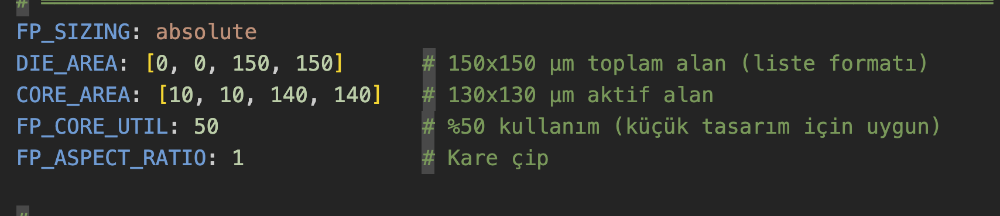 # ════════════════════════════════════════
FP_SIZING: absolute
DIE_AREA: [0, 0, 150, 150] # 150x150 µm toplam alan (liste formatı)
CORE_AREA: [10, 10, 140, 140] # 130x130 µm aktif alan
FP_CORE_UTIL: 50 # %50 kullanım (küçük tasarım için uygun)
FP_ASPECT_RATIO: 1 # Kare çip
#